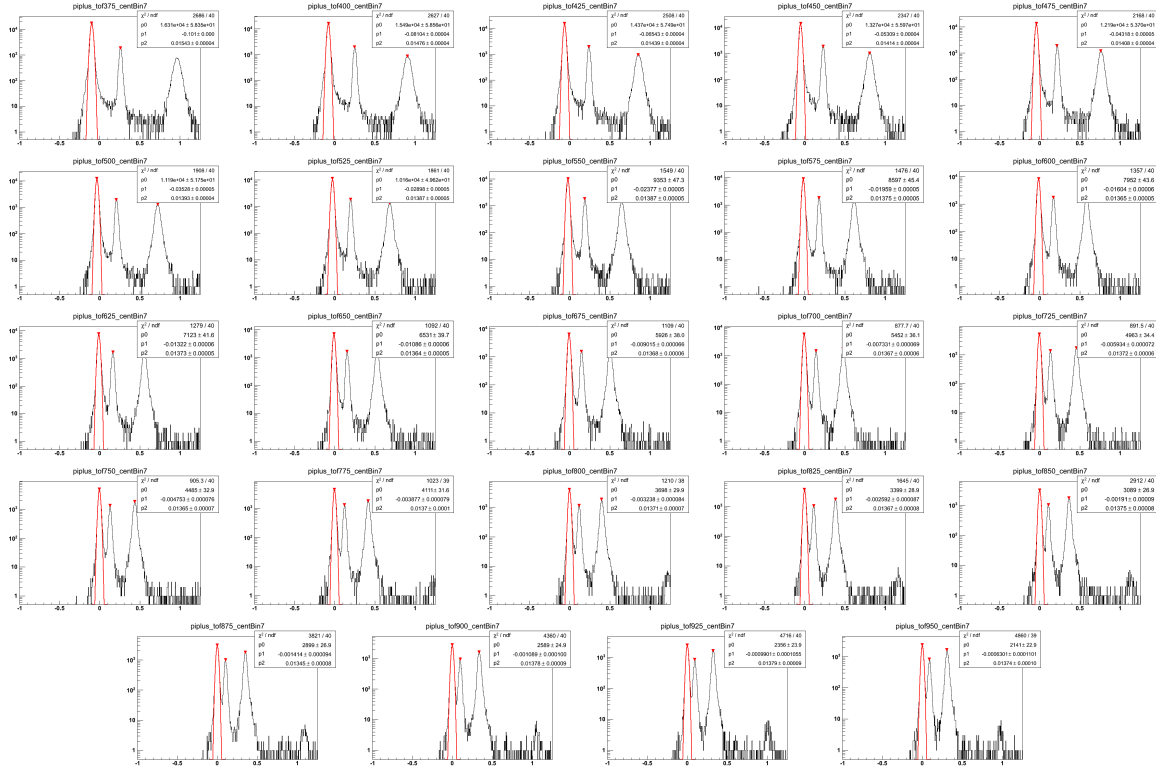 piplus_tof375_centBin7
χ² / ndf 2686 / 40
p0 1.631e+04 ± 5.835e+01
p1 -0.101 ± 0.000
p2 0.01543 ± 0.00004
piplus_tof400_centBin7
χ² / ndf 2627 / 40
p0 1.549e+04 ± 5.856e+01
p1 -0.08104 ± 0.00004
p2 0.01476 ± 0.00004
piplus_tof425_centBin7
χ² / ndf 2508 / 40
p0 1.437e+04 ± 5.749e+01
p1 -0.06543 ± 0.00004
p2 0.01439 ± 0.00004
piplus_tof450_centBin7
χ² / ndf 2347 / 40
p0 1.327e+04 ± 5.597e+01
p1 -0.05309 ± 0.00004
p2 0.01414 ± 0.00004
piplus_tof475_centBin7
χ² / ndf 2168 / 40
p0 1.219e+04 ± 5.370e+01
p1 -0.04318 ± 0.00005
p2 0.01408 ± 0.00004
piplus_tof500_centBin7
χ² / ndf 1908 / 40
p0 1.119e+04 ± 5.175e+01
p1 -0.03528 ± 0.00005
p2 0.01393 ± 0.00004
piplus_tof525_centBin7
χ² / ndf 1861 / 40
p0 1.016e+04 ± 4.962e+01
p1 -0.02898 ± 0.00005
p2 0.01387 ± 0.00005
piplus_tof550_centBin7
χ² / ndf 1549 / 40
p0 9353 ± 47.3
p1 -0.02377 ± 0.00005
p2 0.01387 ± 0.00005
piplus_tof575_centBin7
χ² / ndf 1476 / 40
p0 8597 ± 45.4
p1 -0.01959 ± 0.00005
p2 0.01375 ± 0.00005
piplus_tof600_centBin7
χ² / ndf 1357 / 40
p0 7952 ± 43.6
p1 -0.01604 ± 0.00006
p2 0.01365 ± 0.00005
piplus_tof625_centBin7
χ² / ndf 1279 / 40
p0 7123 ± 41.6
p1 -0.01322 ± 0.00006
p2 0.01373 ± 0.00005
piplus_tof650_centBin7
χ² / ndf 1092 / 40
p0 6531 ± 39.7
p1 -0.01086 ± 0.00006
p2 0.01364 ± 0.00005
piplus_tof675_centBin7
χ² / ndf 1109 / 40
p0 5926 ± 38.0
p1 -0.009015 ± 0.000066
p2 0.01368 ± 0.00006
piplus_tof700_centBin7
χ² / ndf 877.7 / 40
p0 5452 ± 36.1
p1 -0.007331 ± 0.000069
p2 0.01367 ± 0.00006
piplus_tof725_centBin7
χ² / ndf 891.5 / 40
p0 4963 ± 34.4
p1 -0.005934 ± 0.000072
p2 0.01372 ± 0.00006
piplus_tof750_centBin7
χ² / ndf 905.3 / 40
p0 4485 ± 32.9
p1 -0.004753 ± 0.000076
p2 0.01365 ± 0.00007
piplus_tof775_centBin7
χ² / ndf 1023 / 39
p0 4111 ± 31.6
p1 -0.003877 ± 0.000079
p2 0.0137 ± 0.0001
piplus_tof800_centBin7
χ² / ndf 1210 / 38
p0 3698 ± 29.9
p1 -0.003238 ± 0.000084
p2 0.01371 ± 0.00007
piplus_tof825_centBin7
χ² / ndf 1645 / 40
p0 3399 ± 28.9
p1 -0.002592 ± 0.000087
p2 0.01367 ± 0.00008
piplus_tof850_centBin7
χ² / ndf 2912 / 40
p0 3089 ± 26.9
p1 -0.00191 ± 0.00009
p2 0.01375 ± 0.00008
piplus_tof875_centBin7
χ² / ndf 3821 / 40
p0 2899 ± 26.9
p1 -0.001414 ± 0.000094
p2 0.01345 ± 0.00008
piplus_tof900_centBin7
χ² / ndf 4360 / 40
p0 2589 ± 24.9
p1 -0.001089 ± 0.000100
p2 0.01378 ± 0.00009
piplus_tof925_centBin7
χ² / ndf 4716 / 40
p0 2356 ± 23.9
p1 -0.0009901 ± 0.0001055
p2 0.01379 ± 0.00009
piplus_tof950_centBin7
χ² / ndf 4860 / 39
p0 2141 ± 22.9
p1 -0.0006301 ± 0.0001101
p2 0.01374 ± 0.00010